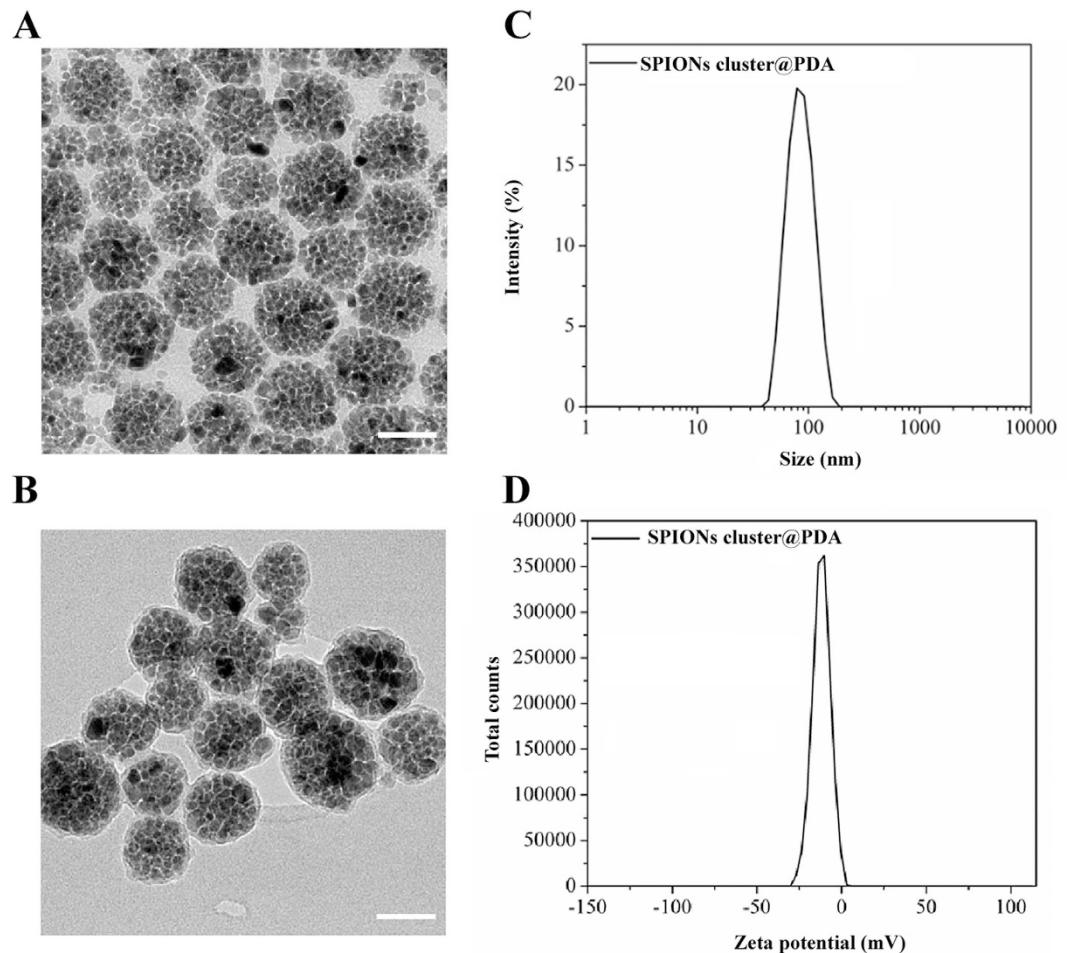 A
C
SPIONs cluster@PDA
20
15
10
5
0
Intensity (%)
1
10
100
1000
10000
Size (nm)
B
D
SPIONs cluster@PDA
400000
350000
300000
250000
200000
150000
100000
50000
0
Total counts
-150
-100
-50
0
50
100
Zeta potential (mV)